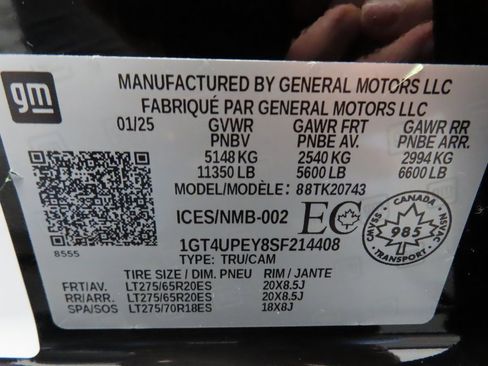 gm
MANUFACTURED BY GENERAL MOTORS LLC
FABRIQUÉ PAR GENERAL MOTORS LLC
01/25 GVWR GAWR FRT GAWR RR
PNBV PNBE AV. PNBE ARR.
5148 KG 2540 KG 2994 KG
11350 LB 5600 LB 6600 LB
MODEL/MODÈLE: 88TK20743
ICES/NMB-002 EC
CANADA
CMVSS 985 NSVAC
8555
1GT4UPEY8SF214408
TYPE: TRU/CAM
TIRE SIZE / DIM. PNEU RIM / JANTE
FRT/AV. LT275/65R20ES 20X8.5J
RR/ARR. LT275/65R20ES 20X8.5J
SPA/SOS LT275/70R18ES 18X8J